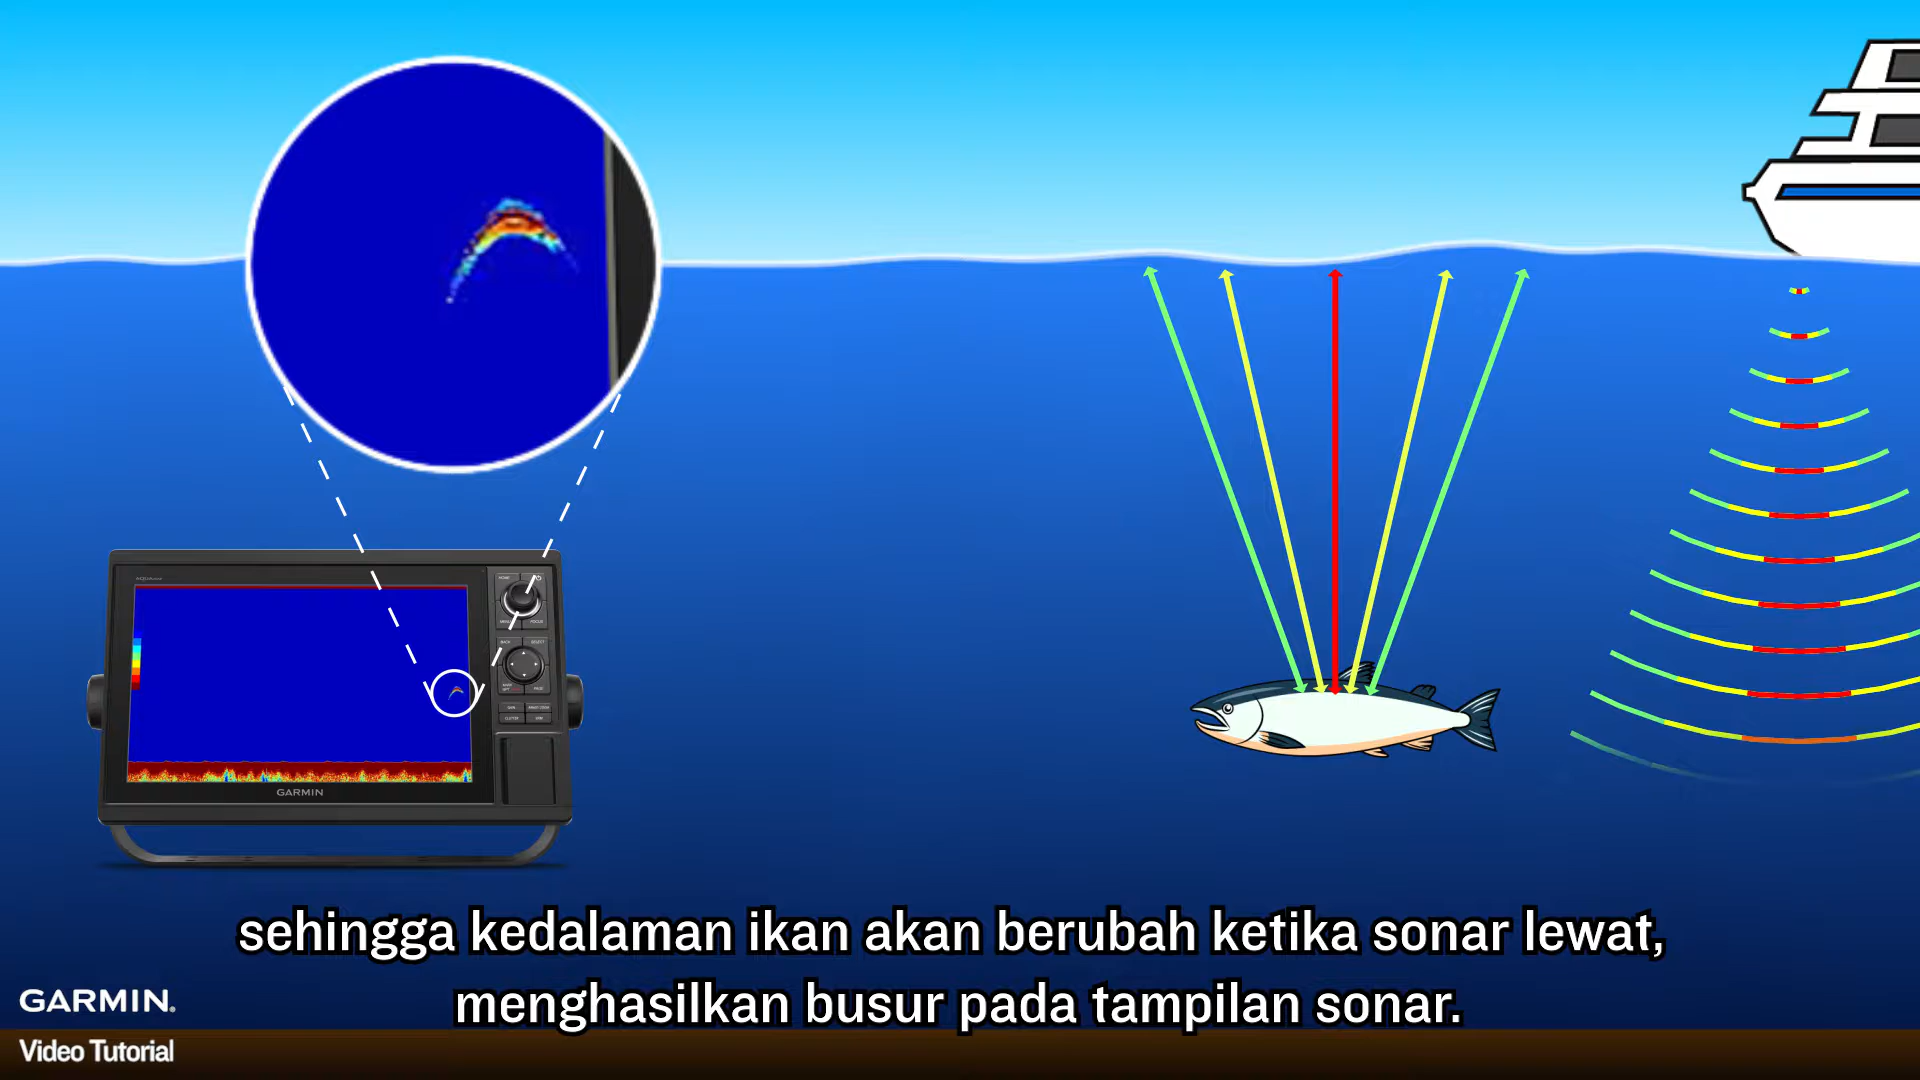 GARMIN
sehingga kedalaman ikan akan berubah ketika sonar lewat,
menghasilkan busur pada tampilan sonar.
GARMIN.
Video Tutorial